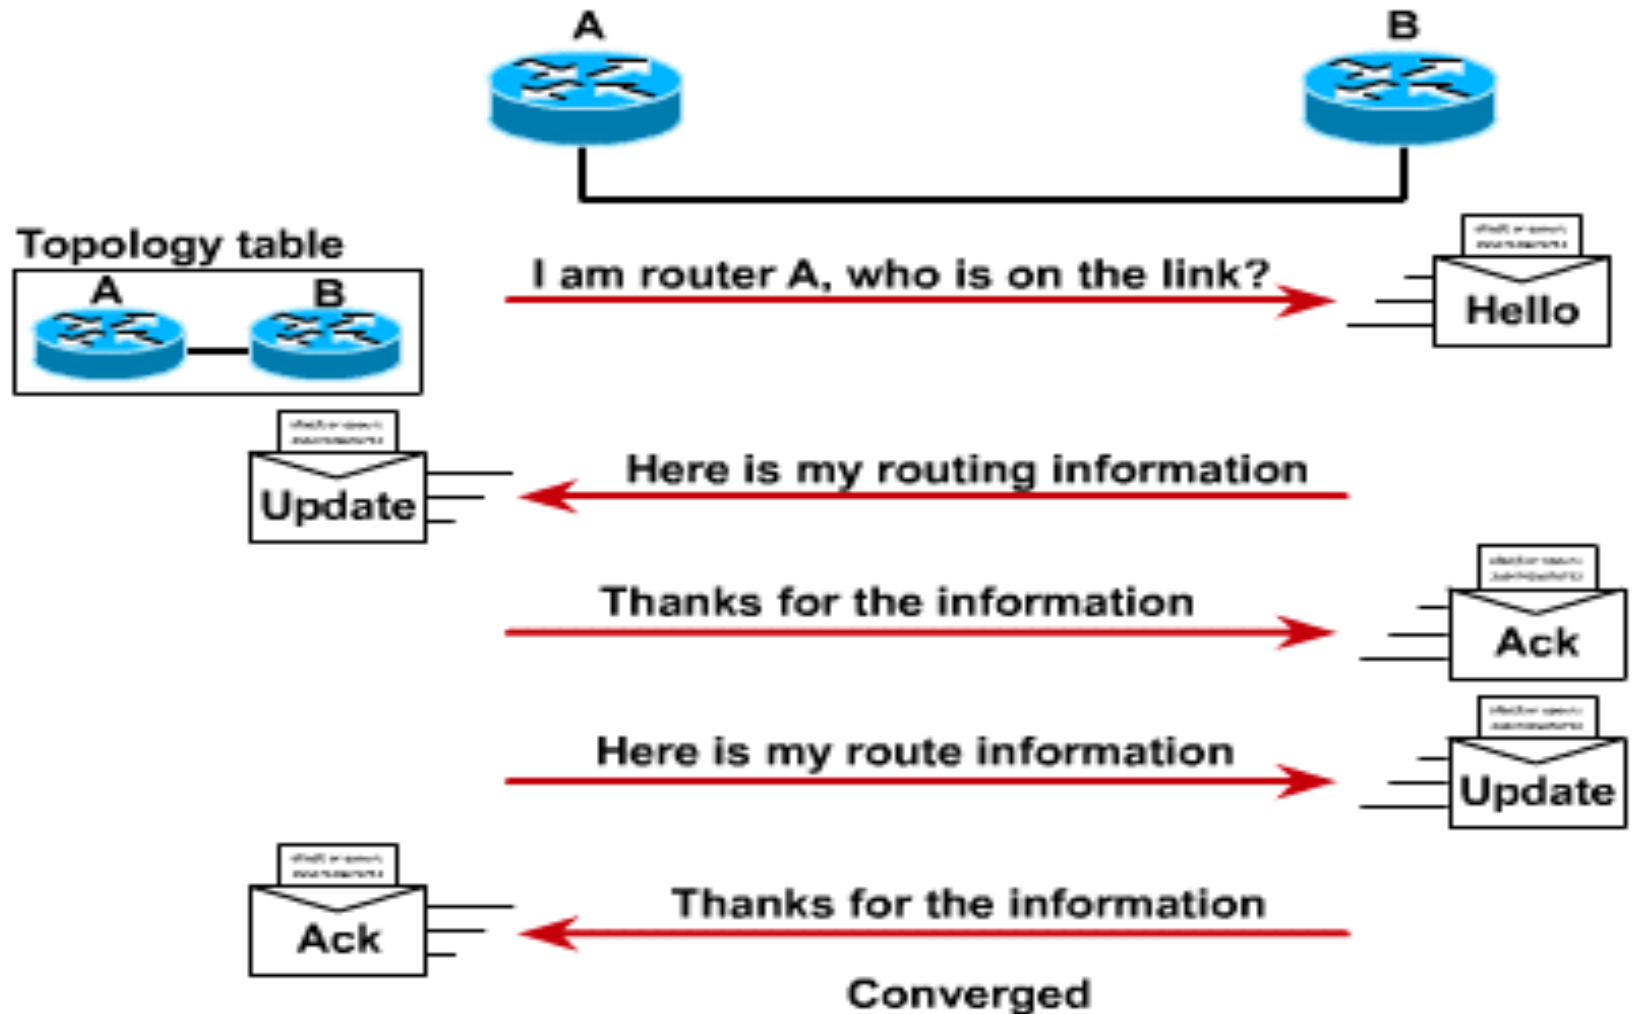 A
B
Topology table
A
B
I am router A, who is on the link?
Hello
Here is my routing information
Update
Thanks for the information
Ack
Here is my route information
Update
Thanks for the information
Ack
Converged